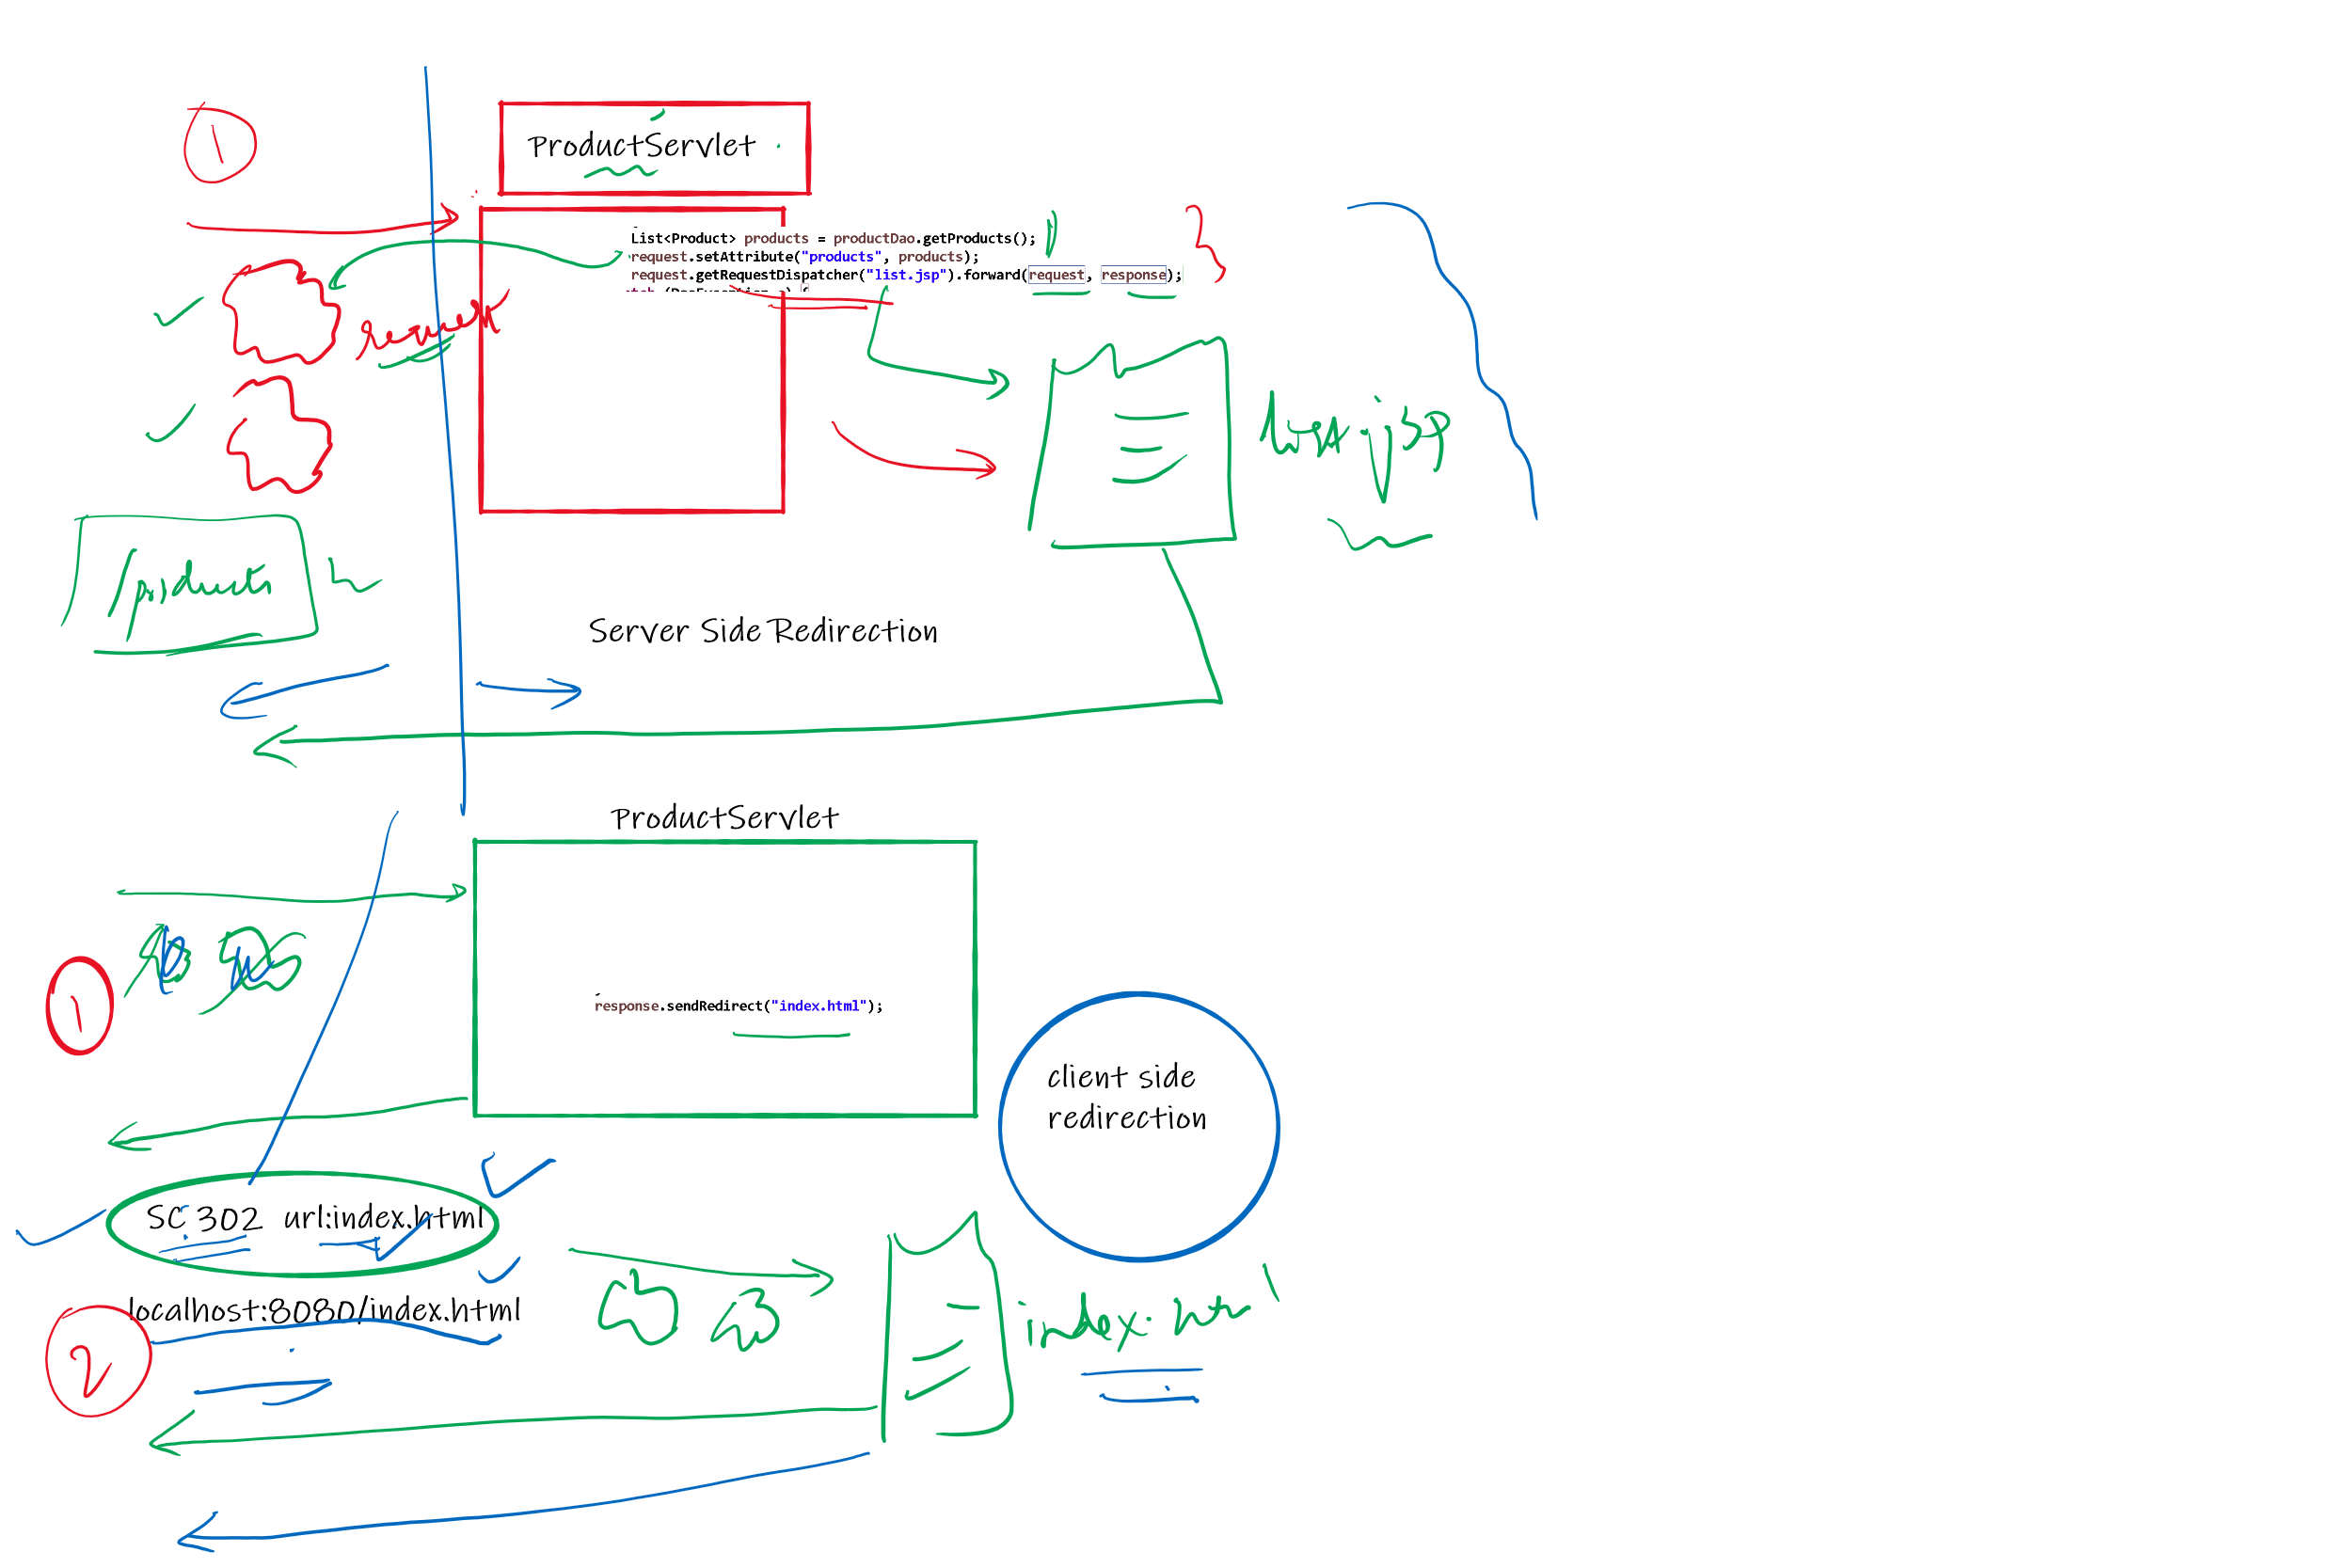 1
ProductServlet
List<Product> products = productDao.getProducts();
request.setAttribute("products", products);
request.getRequestDispatcher("list.jsp").forward(request, response);
request
list.jsp
/products
Server Side Redirection
ProductServlet
1
response.sendRedirect("index.html");
client side
redirection
SC 302 url:index.html
localhost:8080/index.html
2